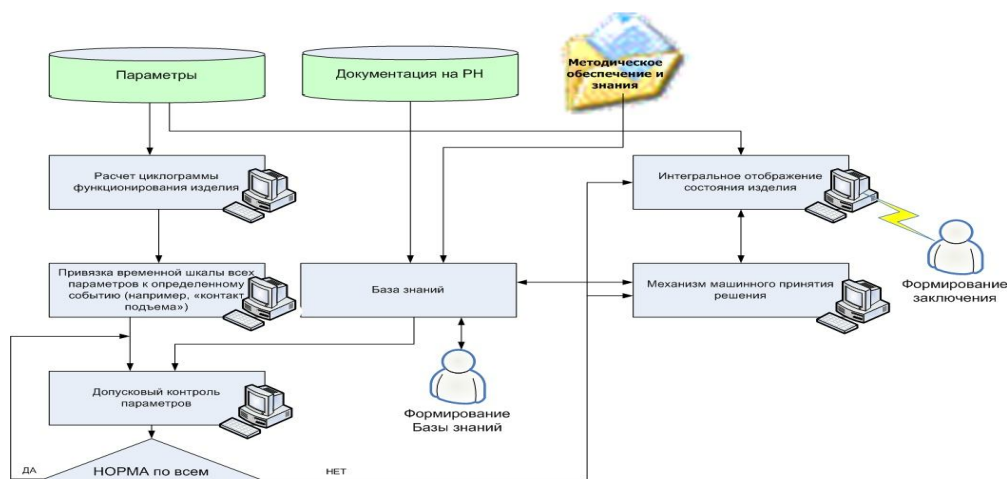 Параметры
Документация на РН
Методическое
обеспечение и
знания
Расчет циклограммы
функционирования изделия
Интегральное отображение
состояния изделия
Привязка временной шкалы всех
параметров к определенному
событию (например, «контакт
подъема»)
База знаний
Механизм машинного принятия
решения
Формирование
заключения
Допусковый контроль
параметров
Формирование
Базы знаний
ДА
НОРМА по всем
НЕТ